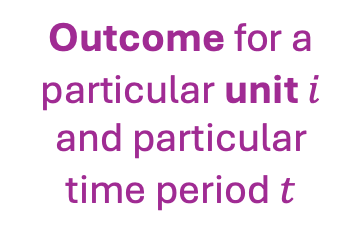 Outcome for a
particular unit i
and particular
time period t